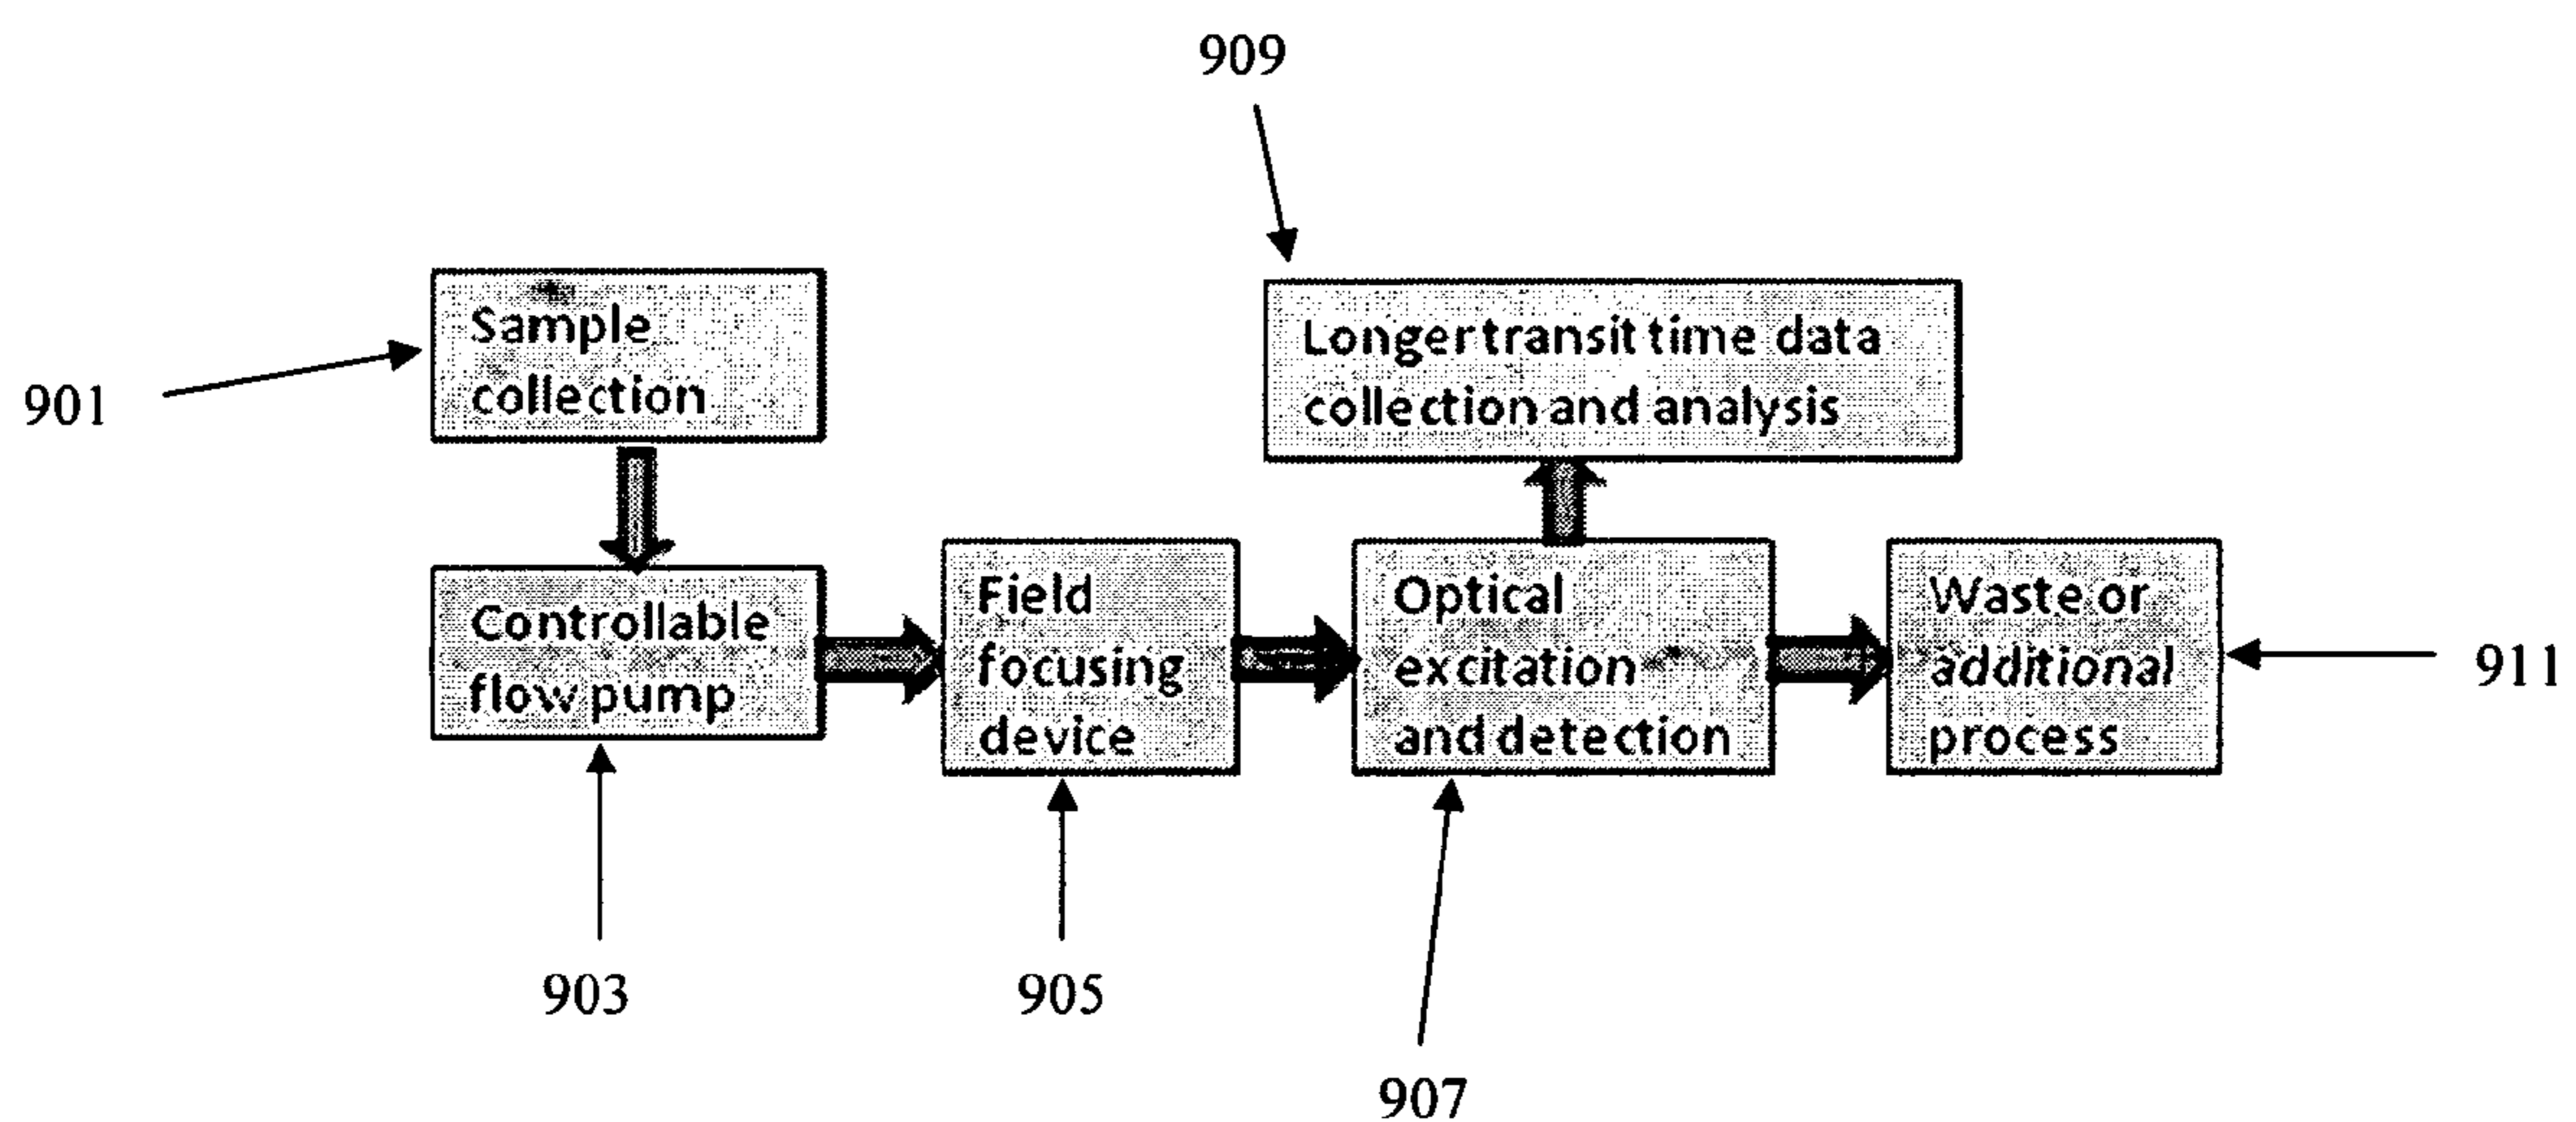 909
Sample
collection
901
Longer transit time data
collection and analysis
Controllable
flow pump
Field
focusing
device
Optical
excitation
and detection
Waste or
additional
process
911
903
905
907